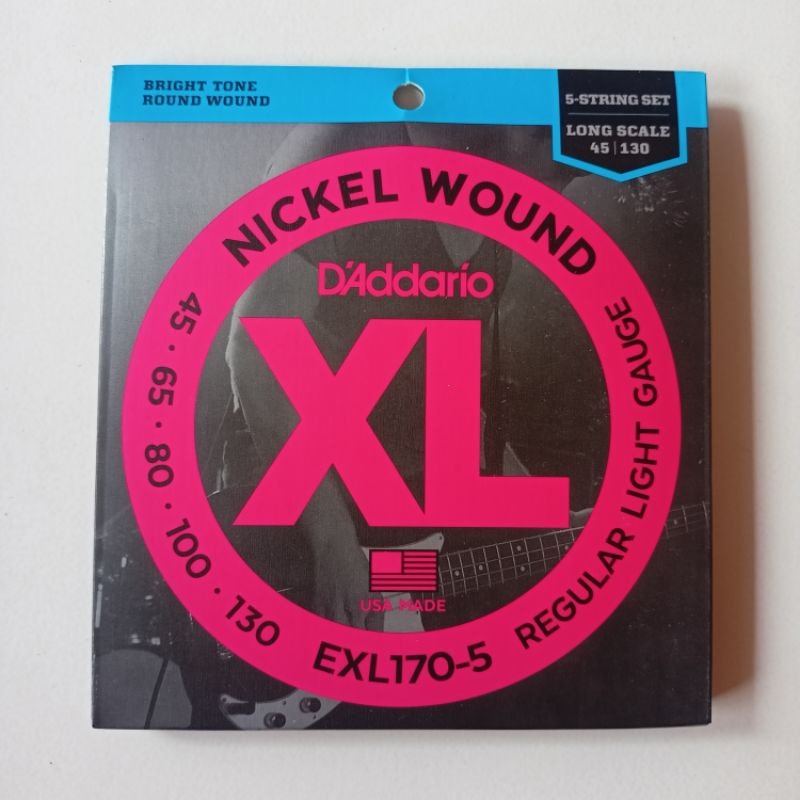 BRIGHT TONE
ROUND WOUND
5-STRING SET
LONG SCALE
45 | 130
NICKEL WOUND
D'Addario
XL
45 • 65 • 80 • 100 • 130
USA MADE
EXL170-5
REGULAR LIGHT GAUGE